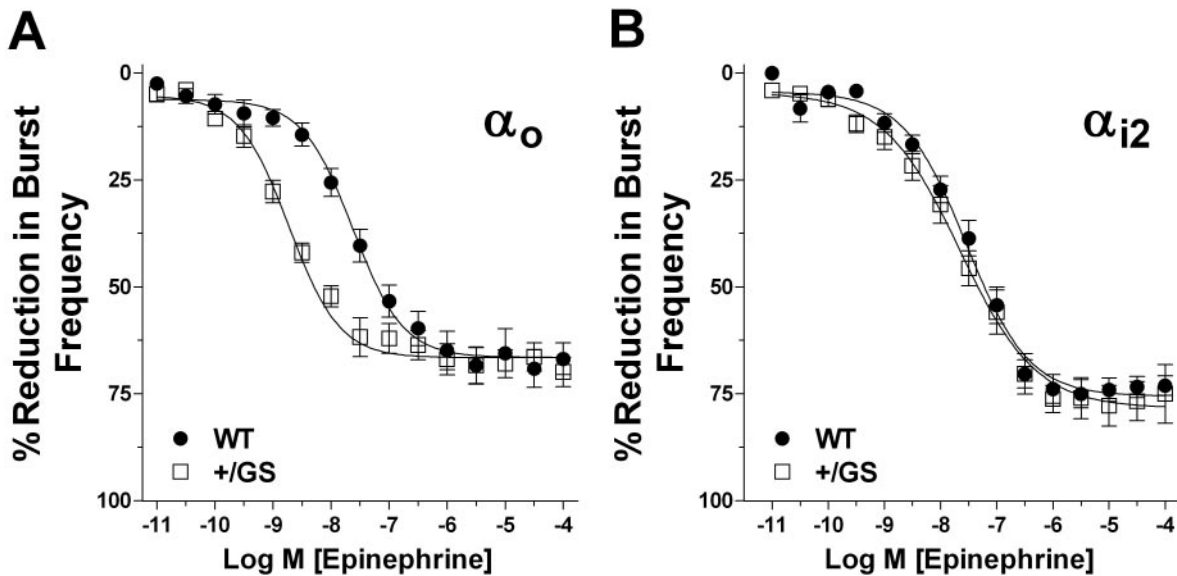 A
% Reduction in Burst
Frequency
0
25
50
75
100
αo
WT
+/GS
-11 -10 -9 -8 -7 -6 -5 -4
Log M [Epinephrine]
B
% Reduction in Burst
Frequency
0
25
50
75
100
αi2
WT
+/GS
-11 -10 -9 -8 -7 -6 -5 -4
Log M [Epinephrine]